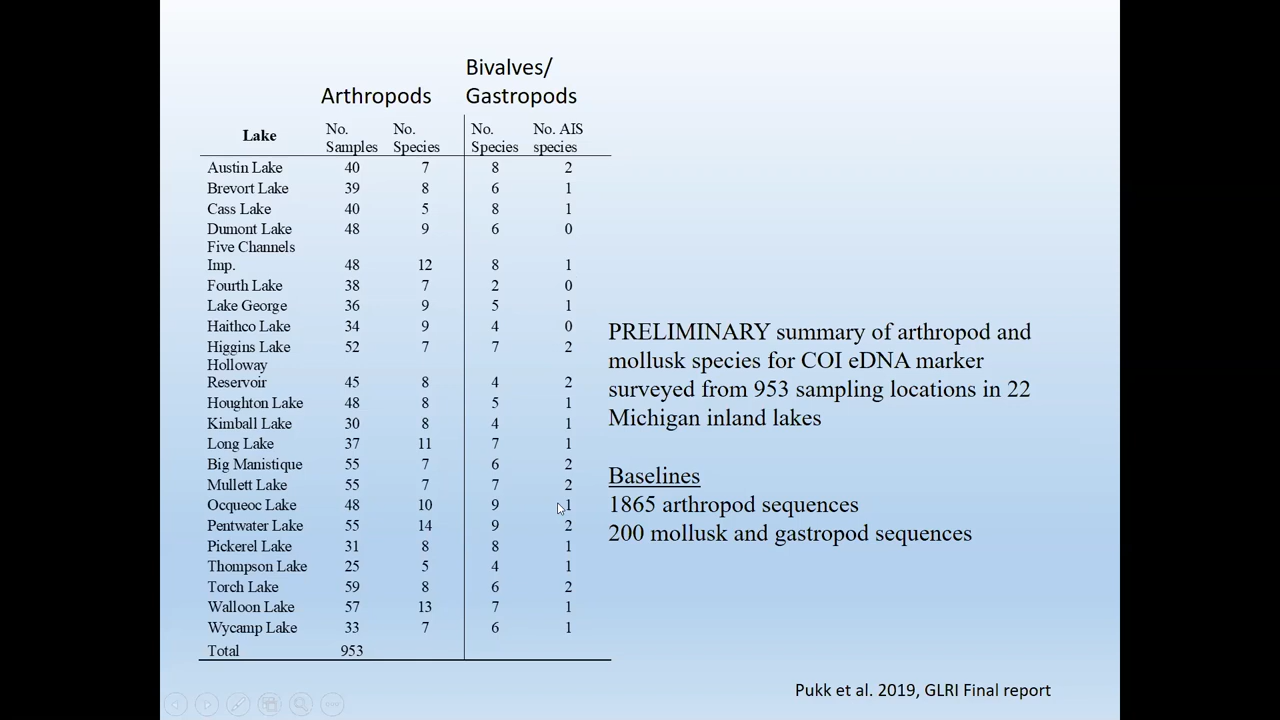 Arthropods
Bivalves/
Gastropods
Lake
No. Samples
No. Species
No. Species
No. AIS species
Austin Lake 40 7 8 2
Brevort Lake 39 8 6 1
Cass Lake 40 5 8 1
Dumont Lake 48 9 6 0
Five Channels
Imp. 48 12 8 1
Fourth Lake 38 7 2 0
Lake George 36 9 5 1
Haithco Lake 34 9 4 0
Higgins Lake 52 7 7 2
Holloway
Reservoir 45 8 4 2
Houghton Lake 48 8 5 1
Kimball Lake 30 8 4 1
Long Lake 37 11 7 1
Big Manistique 55 7 6 2
Mullett Lake 55 7 7 2
Ocqueoc Lake 48 10 9 1
Pentwater Lake 55 14 9 2
Pickerel Lake 31 8 8 1
Thompson Lake 25 5 4 1
Torch Lake 59 8 6 2
Walloon Lake 57 13 7 1
Wycamp Lake 33 7 6 1
Total 953
PRELIMINARY summary of arthropod and
mollusk species for COI eDNA marker
surveyed from 953 sampling locations in 22
Michigan inland lakes
Baselines
1865 arthropod sequences
200 mollusk and gastropod sequences
Pukk et al. 2019, GLRI Final report